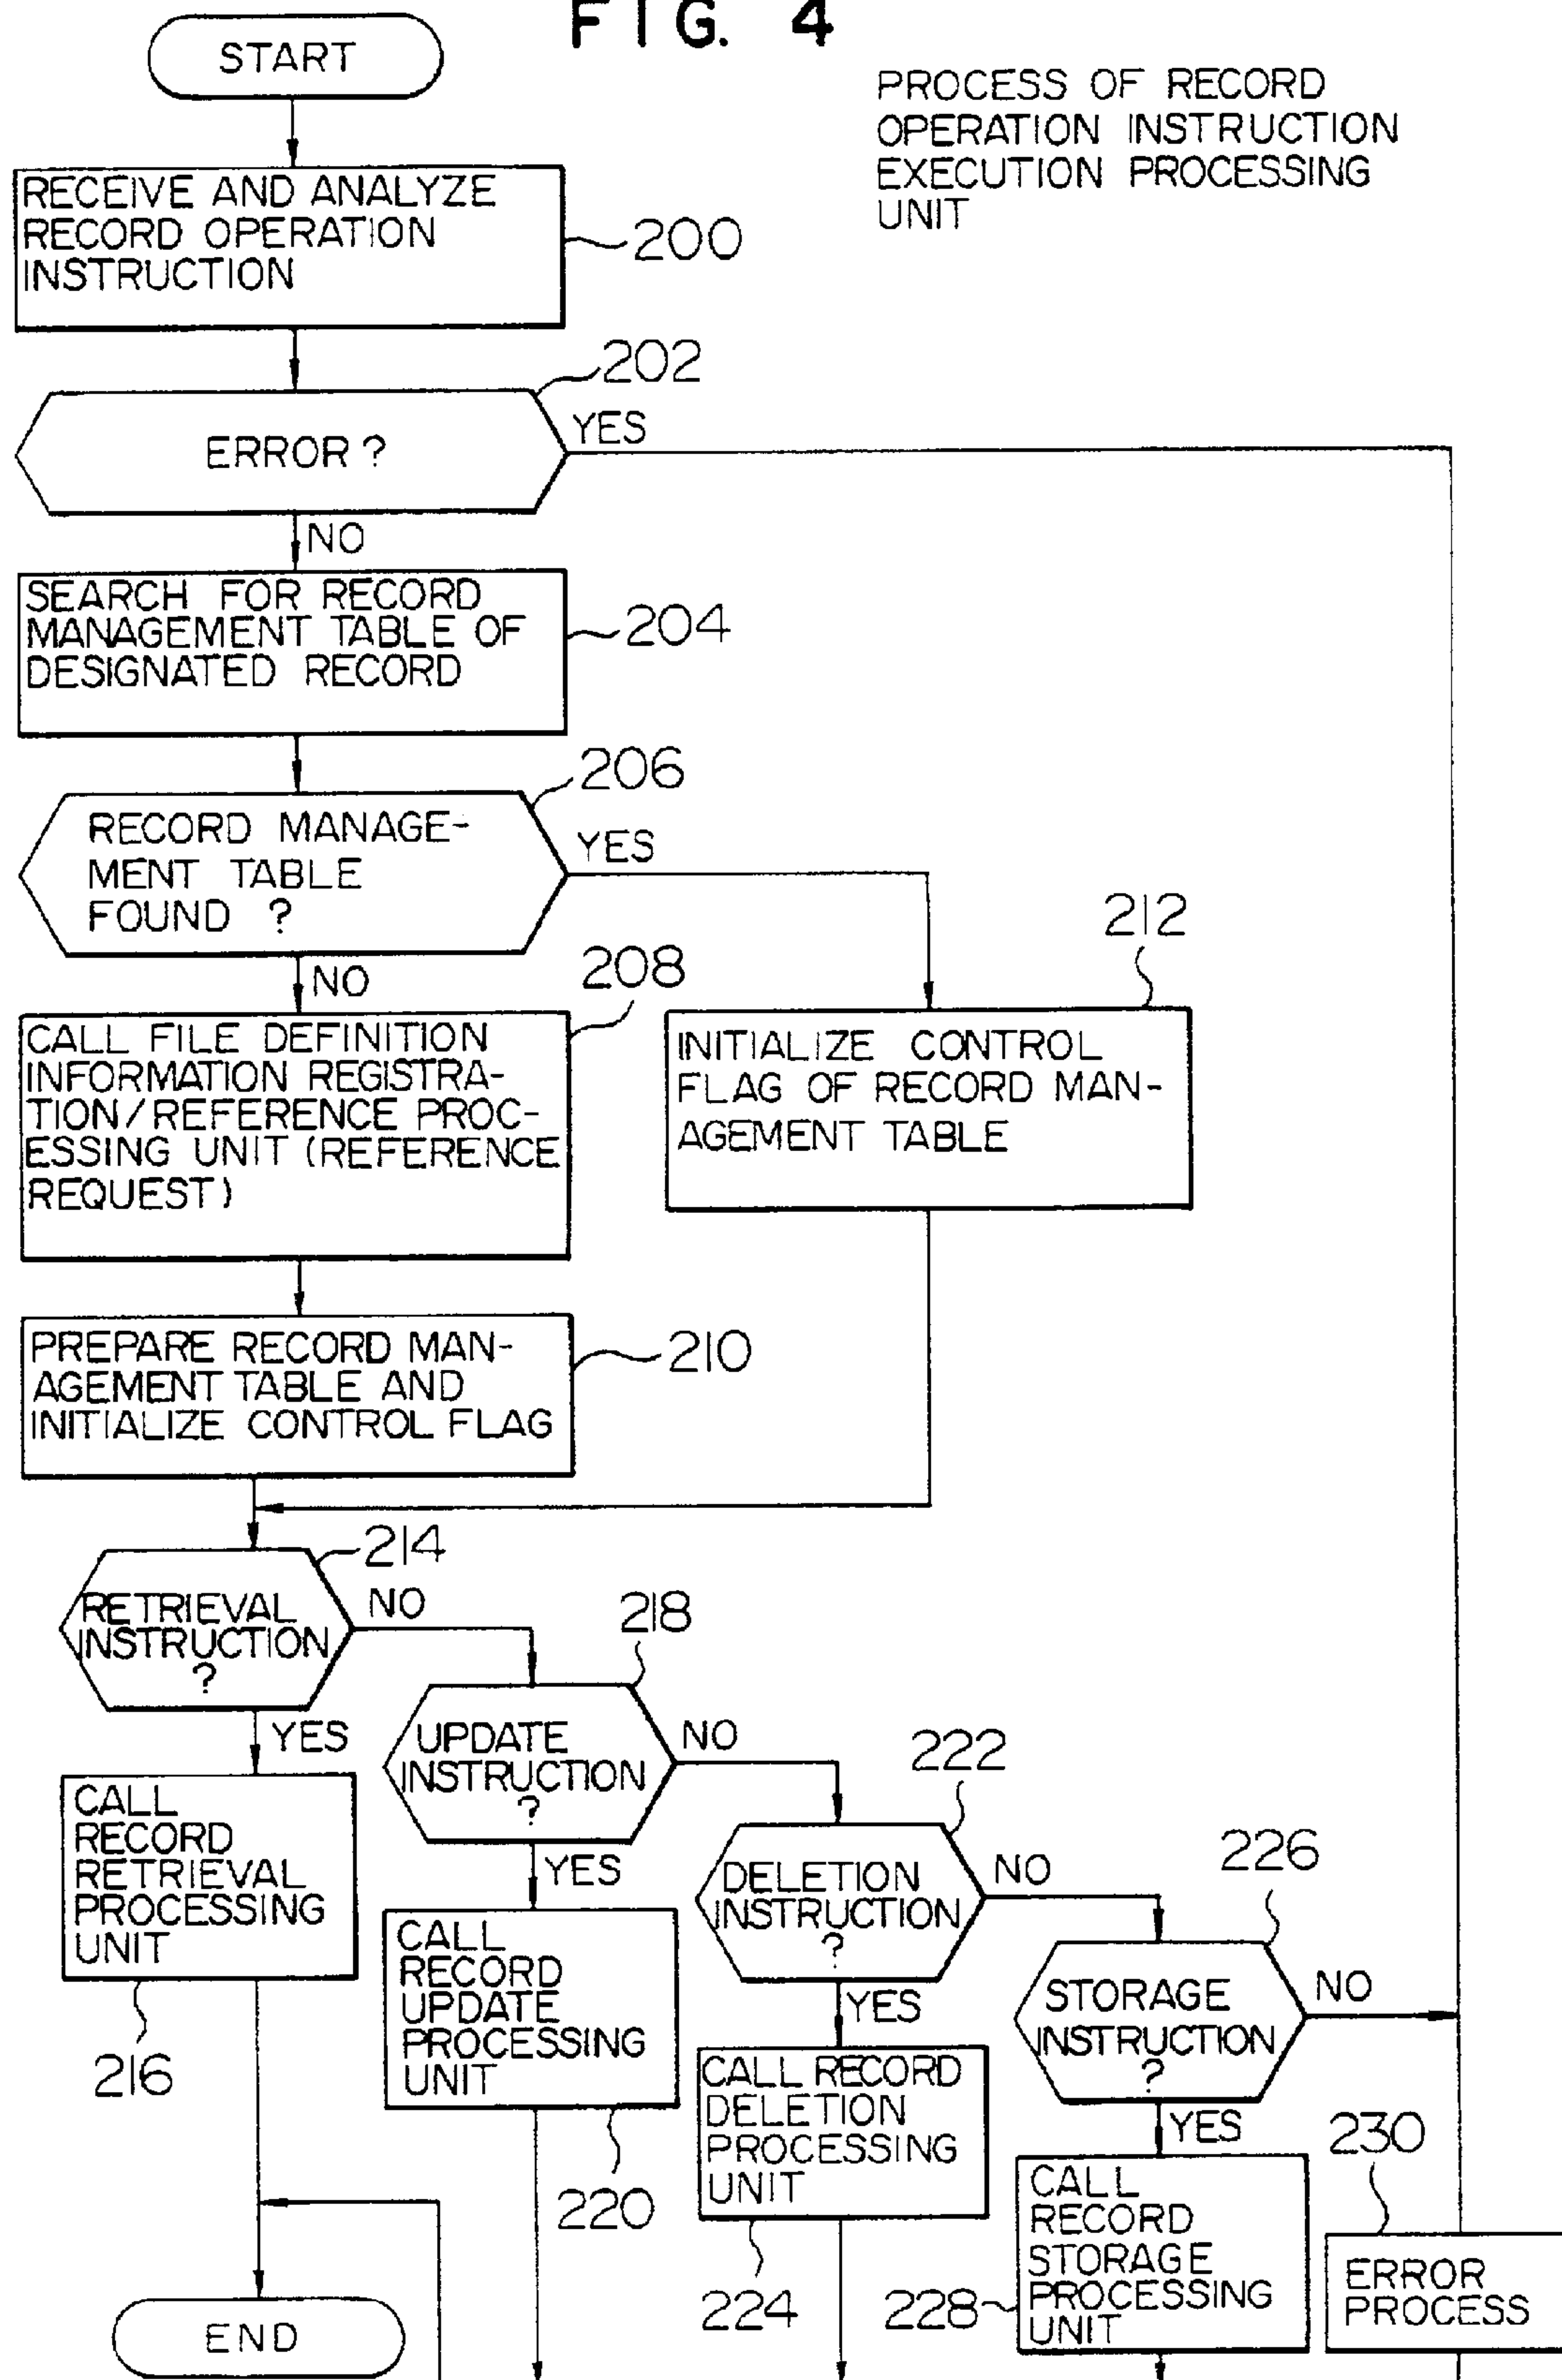 FIG. 4
PROCESS OF RECORD
OPERATION INSTRUCTION
EXECUTION PROCESSING
UNIT
START
RECEIVE AND ANALYZE
RECORD OPERATION
INSTRUCTION
200
202
ERROR?
YES
NO
SEARCH FOR RECORD
MANAGEMENT TABLE OF
DESIGNATED RECORD
204
206
RECORD MANAGE-
MENT TABLE
FOUND ?
YES
NO
208
CALL FILE DEFINITION
INFORMATION REGISTRA-
TION/REFERENCE PROC-
ESSING UNIT (REFERENCE
REQUEST)
212
INITIALIZE CONTROL
FLAG OF RECORD MAN-
AGEMENT TABLE
PREPARE RECORD MAN-
AGEMENT TABLE AND
INITIALIZE CONTROL FLAG
210
214
RETRIEVAL
INSTRUCTION
?
NO
YES
CALL
RECORD
RETRIEVAL
PROCESSING
UNIT
216
218
UPDATE
INSTRUCTION
?
NO
YES
CALL
RECORD
UPDATE
PROCESSING
UNIT
220
222
DELETION
INSTRUCTION
?
NO
YES
CALL RECORD
DELETION
PROCESSING
UNIT
224
226
STORAGE
INSTRUCTION
?
NO
YES
CALL
RECORD
STORAGE
PROCESSING
UNIT
228
230
ERROR
PROCESS
END